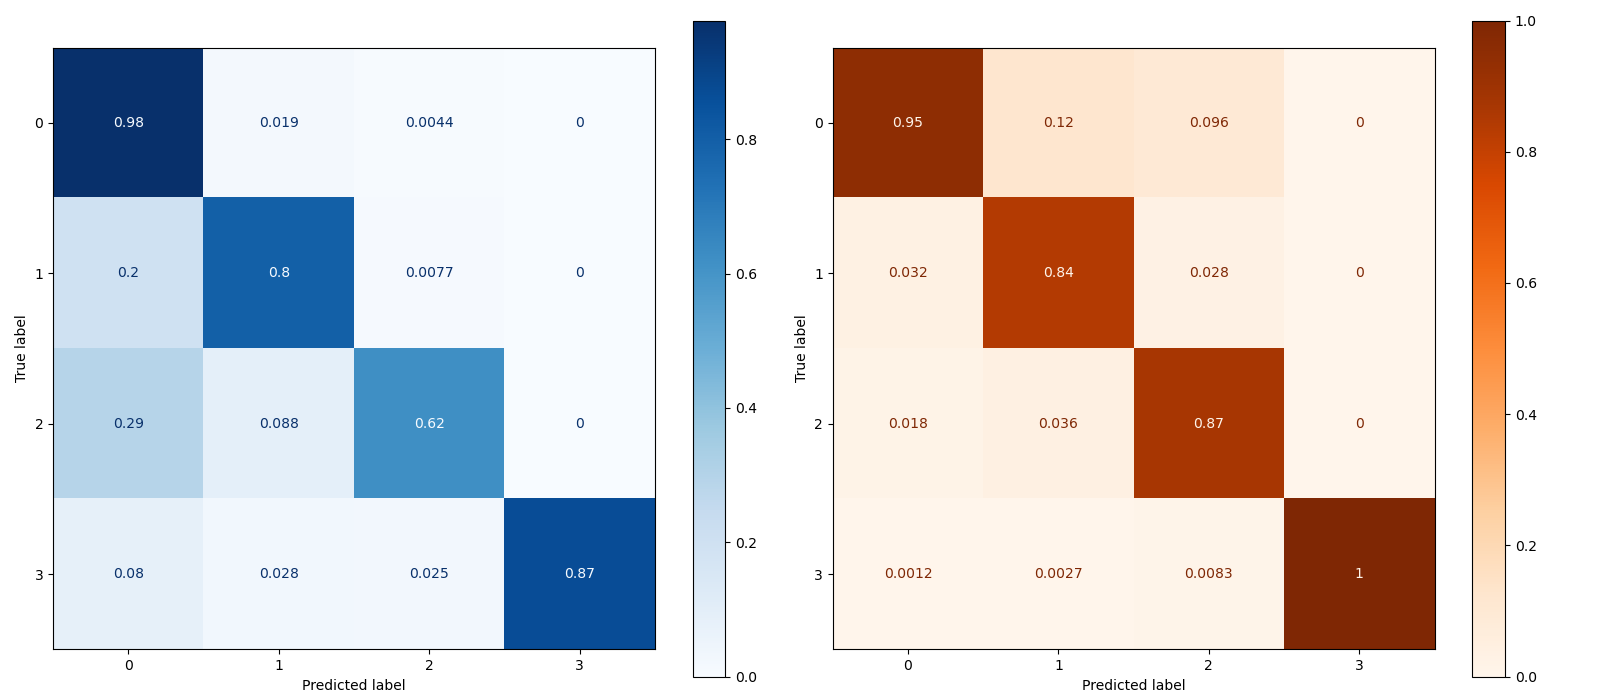 0 0.98 0.019 0.0044 0
1 0.2 0.8 0.0077 0
2 0.29 0.088 0.62 0
3 0.08 0.028 0.025 0.87
0 1 2 3
True label
Predicted label
0.8
0.6
0.4
0.2
0.0
0 0.95 0.12 0.096 0
1 0.032 0.84 0.028 0
2 0.018 0.036 0.87 0
3 0.0012 0.0027 0.0083 1
0 1 2 3
True label
Predicted label
1.0
0.8
0.6
0.4
0.2
0.0